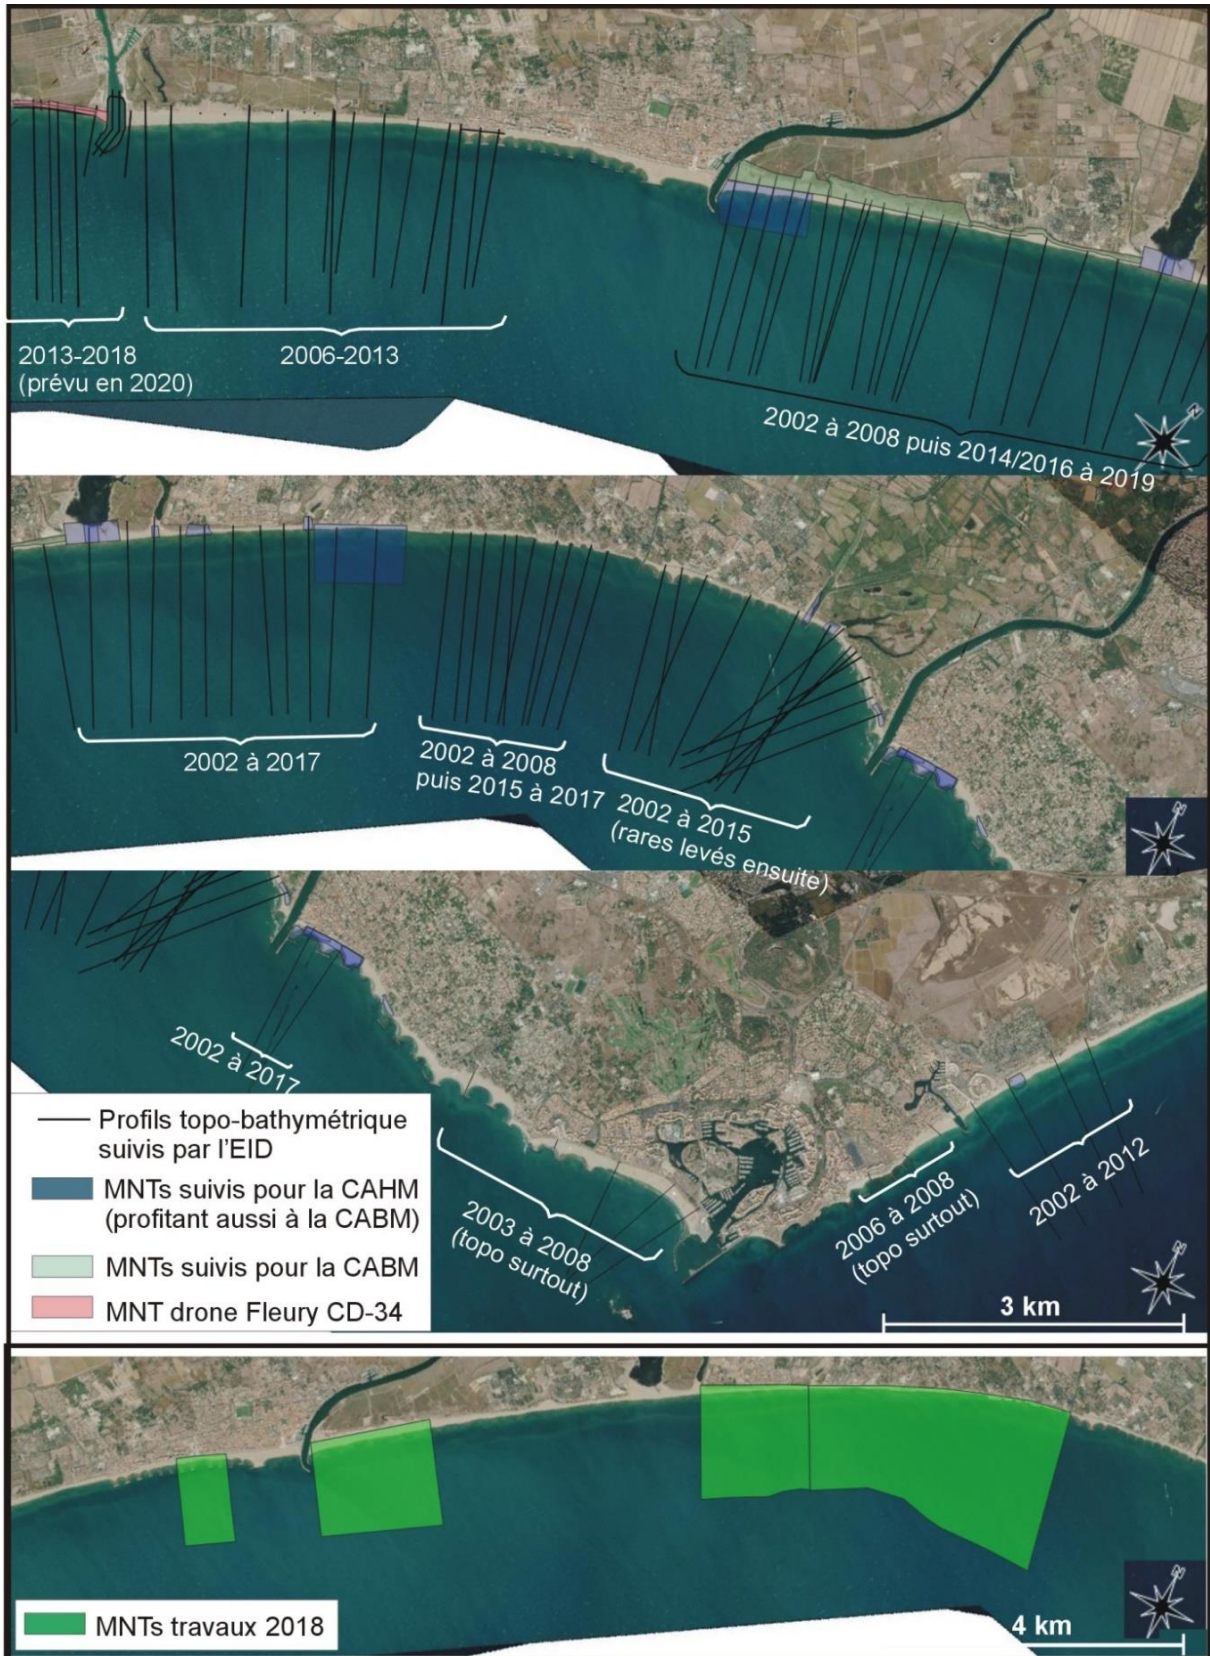 2013-2018
(prévu en 2020)
2006-2013
2002 à 2008 puis 2014/2016 à 2019
N
2002 à 2017
2002 à 2008
puis 2015 à 2017
2002 à 2015
(rares levés ensuite)
N
2002 à 2017
2003 à 2008
(topo surtout)
2006 à 2008
(topo surtout)
2002 à 2012
N
3 km
Profils topo-bathymétrique
suivis par l'EID
MNTs suivis pour la CAHM
(profitant aussi à la CABM)
MNTs suivis pour la CABM
MNT drone Fleury CD-34
N
MNTs travaux 2018
4 km